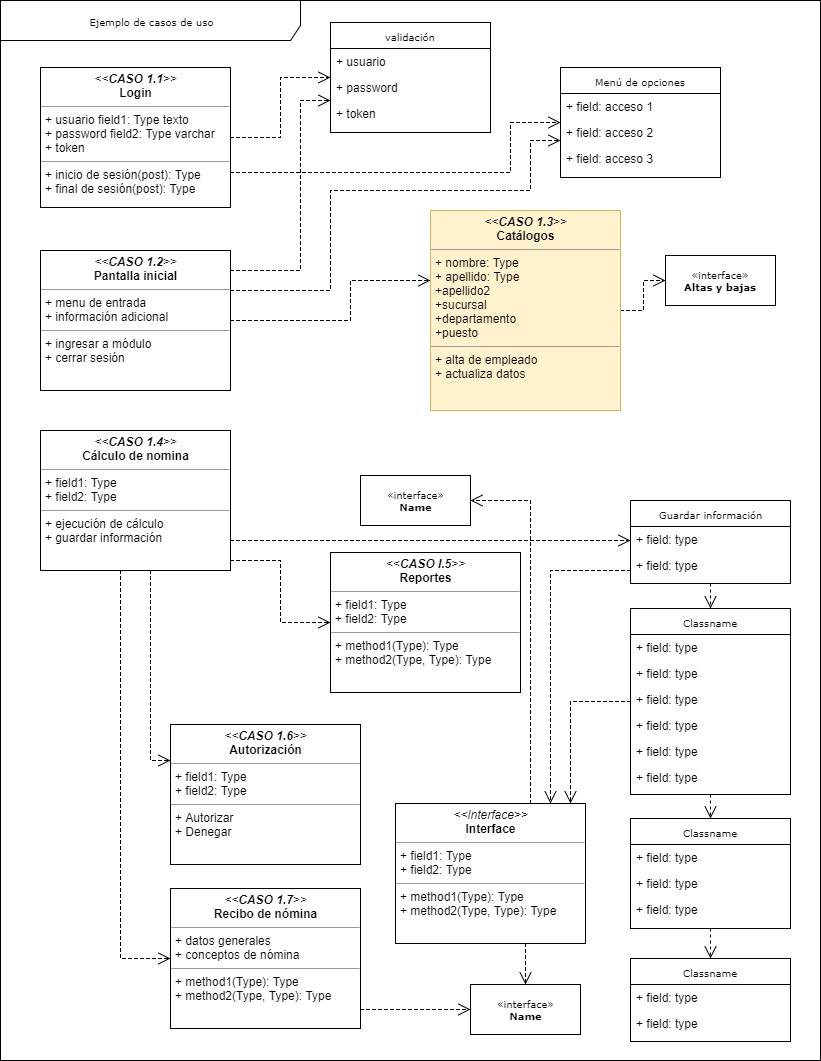 Ejemplo de casos de uso
validación
+ usuario
+ password
+ token
<<CASO 1.1>>
Login
+ usuario field1: Type texto
+ password field2: Type varchar
+ token
+ inicio de sesión(post): Type
+ final de sesión(post): Type
Menú de opciones
+ field: acceso 1
+ field: acceso 2
+ field: acceso 3
<<CASO 1.2>>
Pantalla inicial
+ menu de entrada
+ información adicional
+ ingresar a módulo
+ cerrar sesión
<<CASO 1.3>>
Catálogos
+ nombre: Type
+ apellido: Type
+apellido2
+sucursal
+departamento
+puesto
+ alta de empleado
+ actualiza datos
«interface»
Altas y bajas
<<CASO 1.4>>
Cálculo de nomina
+ field1: Type
+ field2: Type
+ ejecución de cálculo
+ guardar información
«interface»
Name
Guardar información
+ field: type
+ field: type
<<CASO I.5>>
Reportes
+ field1: Type
+ field2: Type
+ method1(Type): Type
+ method2(Type, Type): Type
Classname
+ field: type
+ field: type
+ field: type
+ field: type
+ field: type
+ field: type
<<CASO 1.6>>
Autorización
+ field1: Type
+ field2: Type
+ Autorizar
+ Denegar
<<Interface>>
Interface
+ field1: Type
+ field2: Type
+ method1(Type): Type
+ method2(Type, Type): Type
Classname
+ field: type
+ field: type
+ field: type
<<CASO 1.7>>
Recibo de nómina
+ datos generales
+ conceptos de nómina
+ method1(Type): Type
+ method2(Type, Type): Type
«interface»
Name
Classname
+ field: type
+ field: type